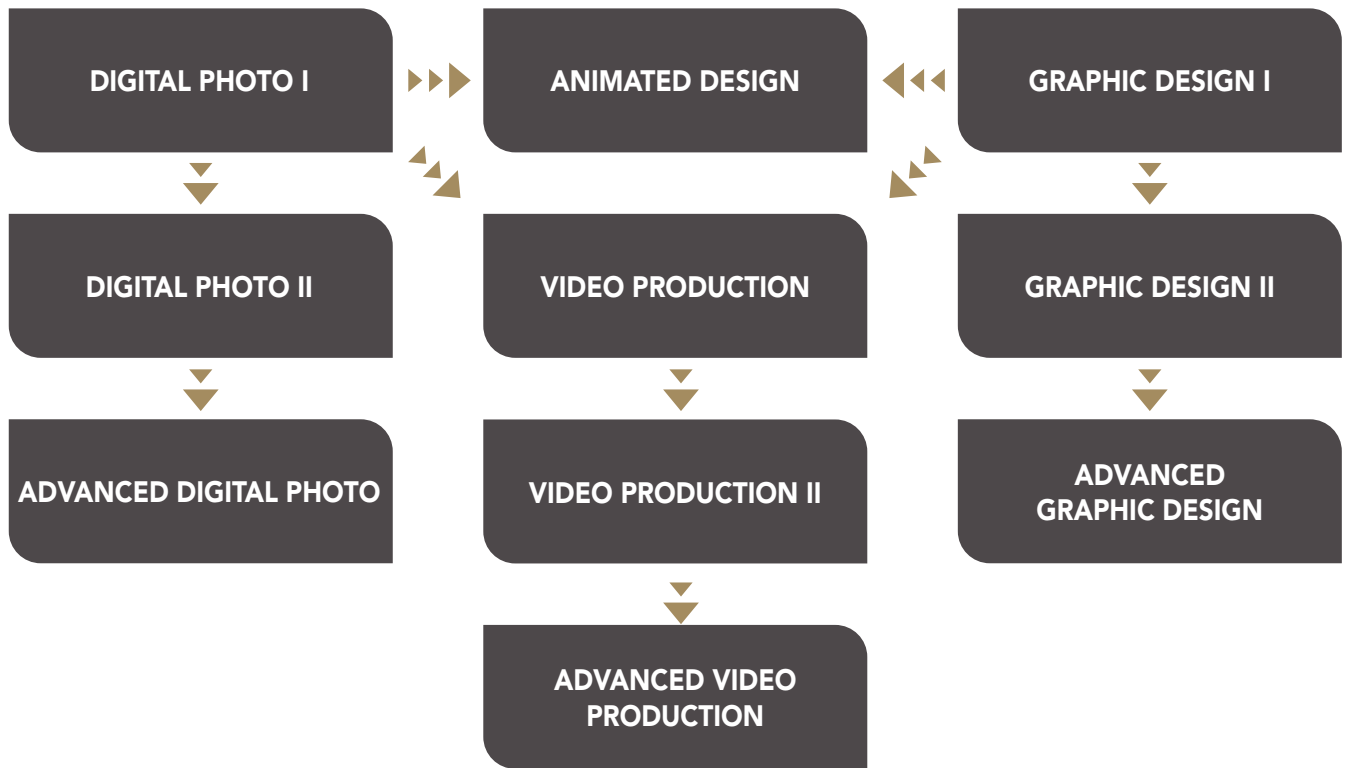 DIGITAL PHOTO I
ANIMATED DESIGN
GRAPHIC DESIGN I
DIGITAL PHOTO II
VIDEO PRODUCTION
GRAPHIC DESIGN II
ADVANCED DIGITAL PHOTO
VIDEO PRODUCTION II
ADVANCED
GRAPHIC DESIGN
ADVANCED VIDEO
PRODUCTION